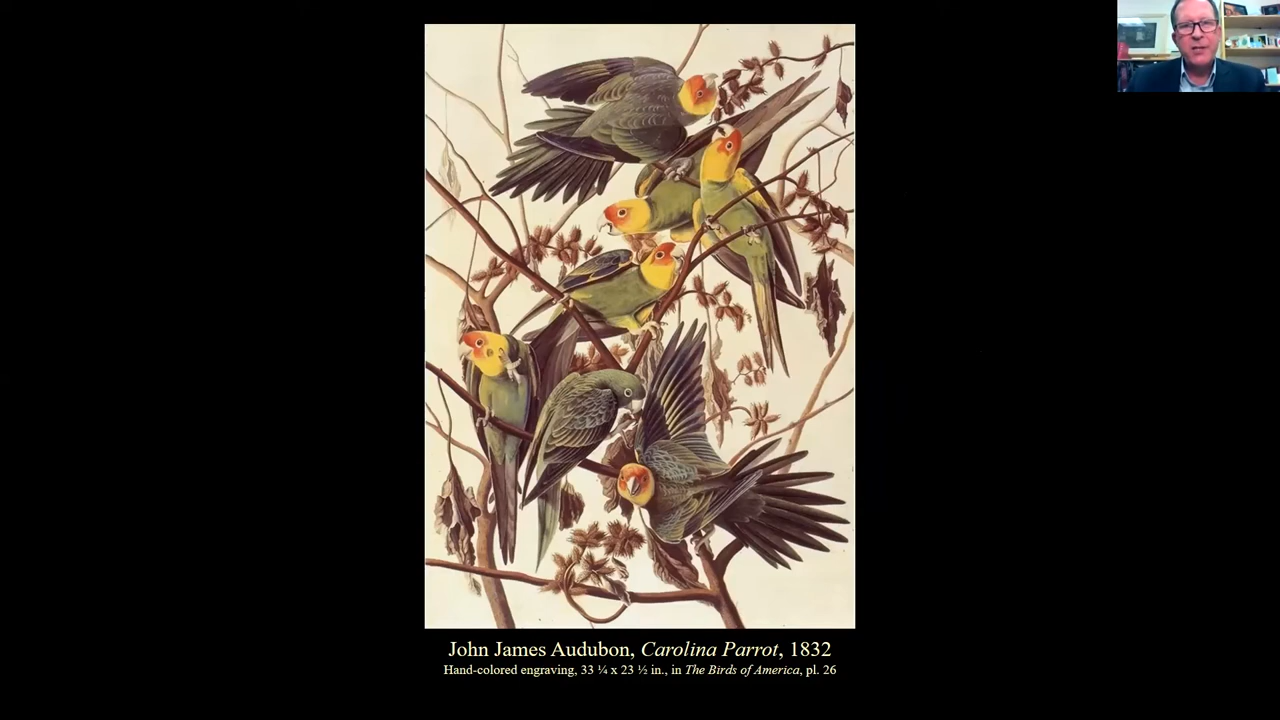 John James Audubon, Carolina Parrot, 1832
Hand-colored engraving, 33 ¼ x 23 ½ in., in The Birds of America, pl. 26